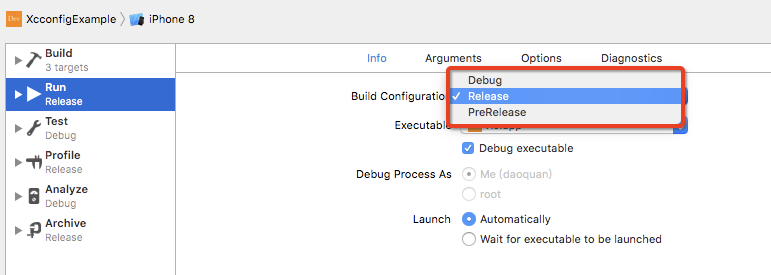 Dev XcconfigExample iPhone 8
Build
3 targets
Run
Release
Test
Debug
Profile
Release
Analyze
Debug
Archive
Release
Info Arguments Options Diagnostics
Build Configuration
Debug
✓ Release
PreRelease
Executable
Debug executable
Debug Process As Me (daoquan)
root
Launch Automatically
Wait for executable to be launched